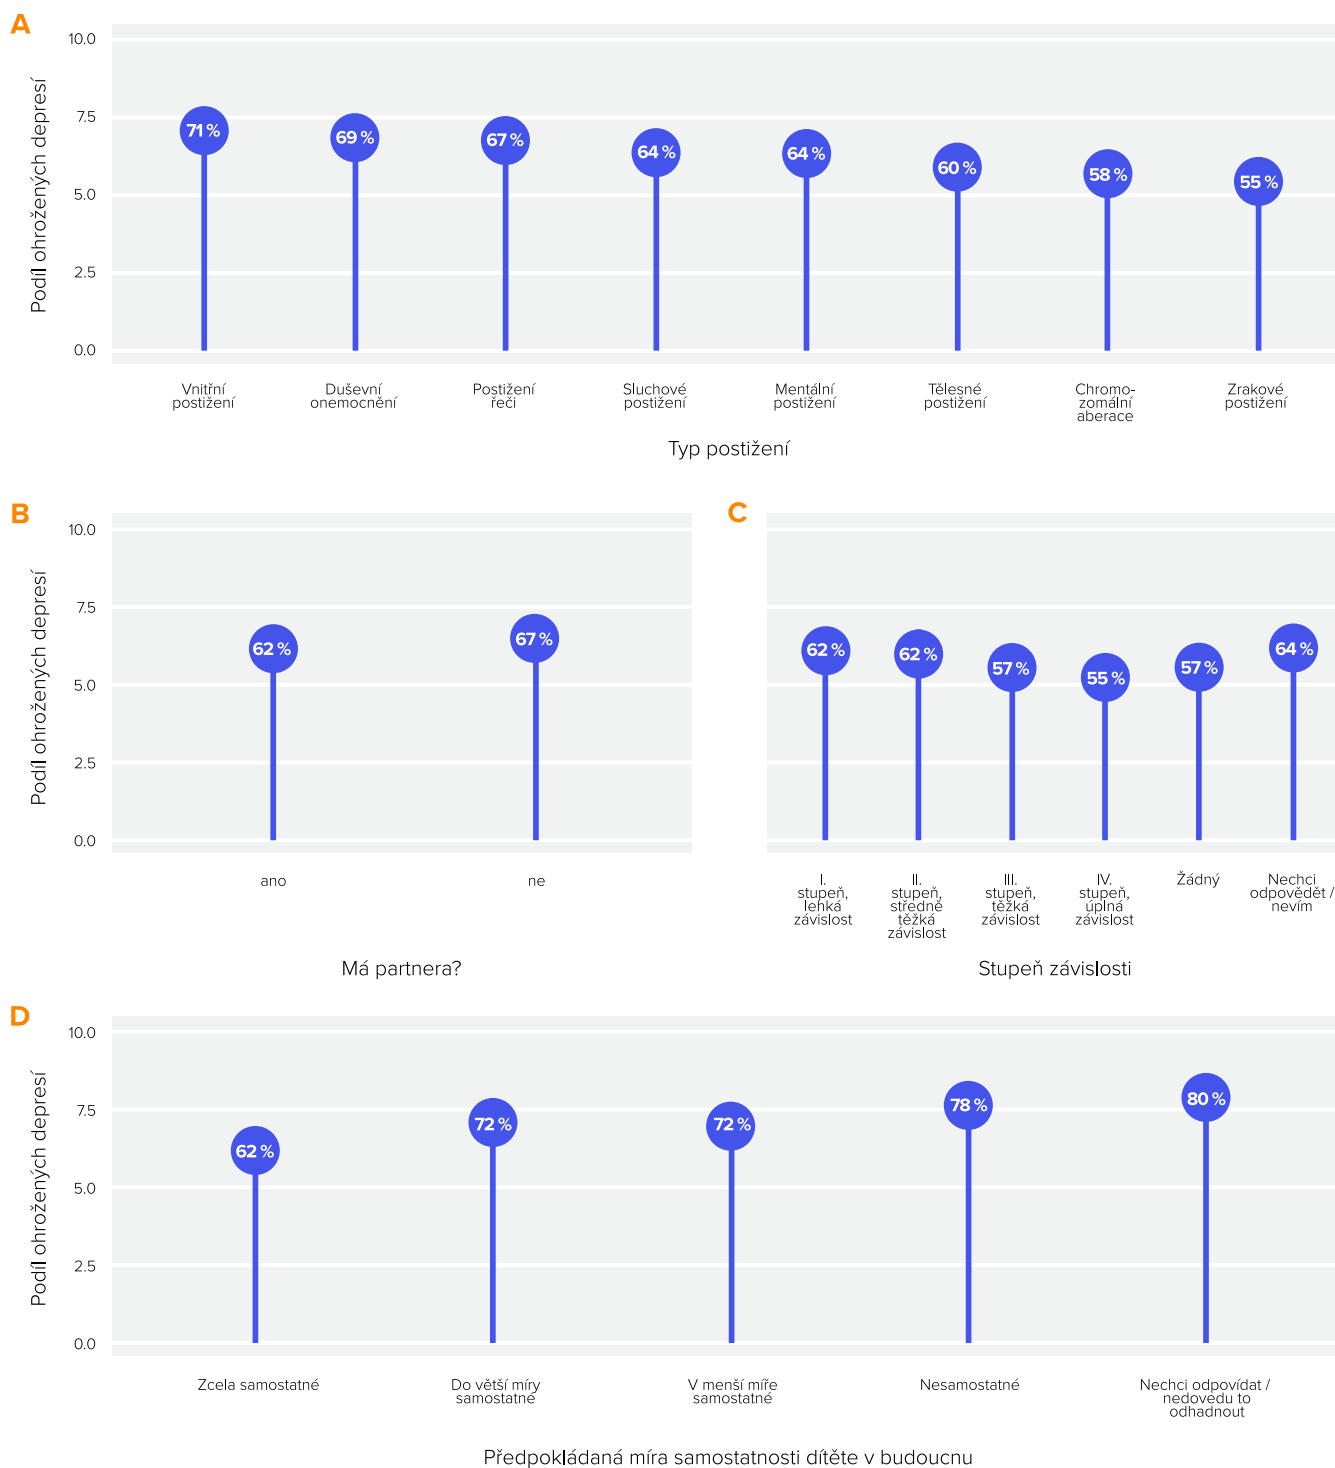 A
Podíl ohrožených depresí
10.0
7.5
5.0
2.5
0.0
71 %
69 %
67 %
64 %
64 %
60 %
58 %
55 %
Vnitřní
postižení
Duševní
onemocnění
Postižení
řeči
Sluchové
postižení
Mentální
postižení
Tělesné
postižení
Chromo-
zomální
aberace
Zrakové
postižení
Typ postižení
B
Podíl ohrožených depresí
10.0
7.5
5.0
2.5
0.0
62 %
67 %
ano
ne
Má partnera?
C
62 %
62 %
57 %
55 %
57 %
64 %
I.
stupeň,
lehká
závislost
II.
stupeň,
středně
těžká
závislost
III.
stupeň,
těžká
závislost
IV.
stupeň,
úplná
závislost
Žádný
Nechci
odpovědět /
nevím
Stupeň závislosti
D
Podíl ohrožených depresí
10.0
7.5
5.0
2.5
0.0
62 %
72 %
72 %
78 %
80 %
Zcela samostatné
Do větší míry
samostatné
V menší míře
samostatné
Nesamostatné
Nechci odpovídat /
nedovedu to
odhadnout
Předpokládaná míra samostatnosti dítěte v budoucnu